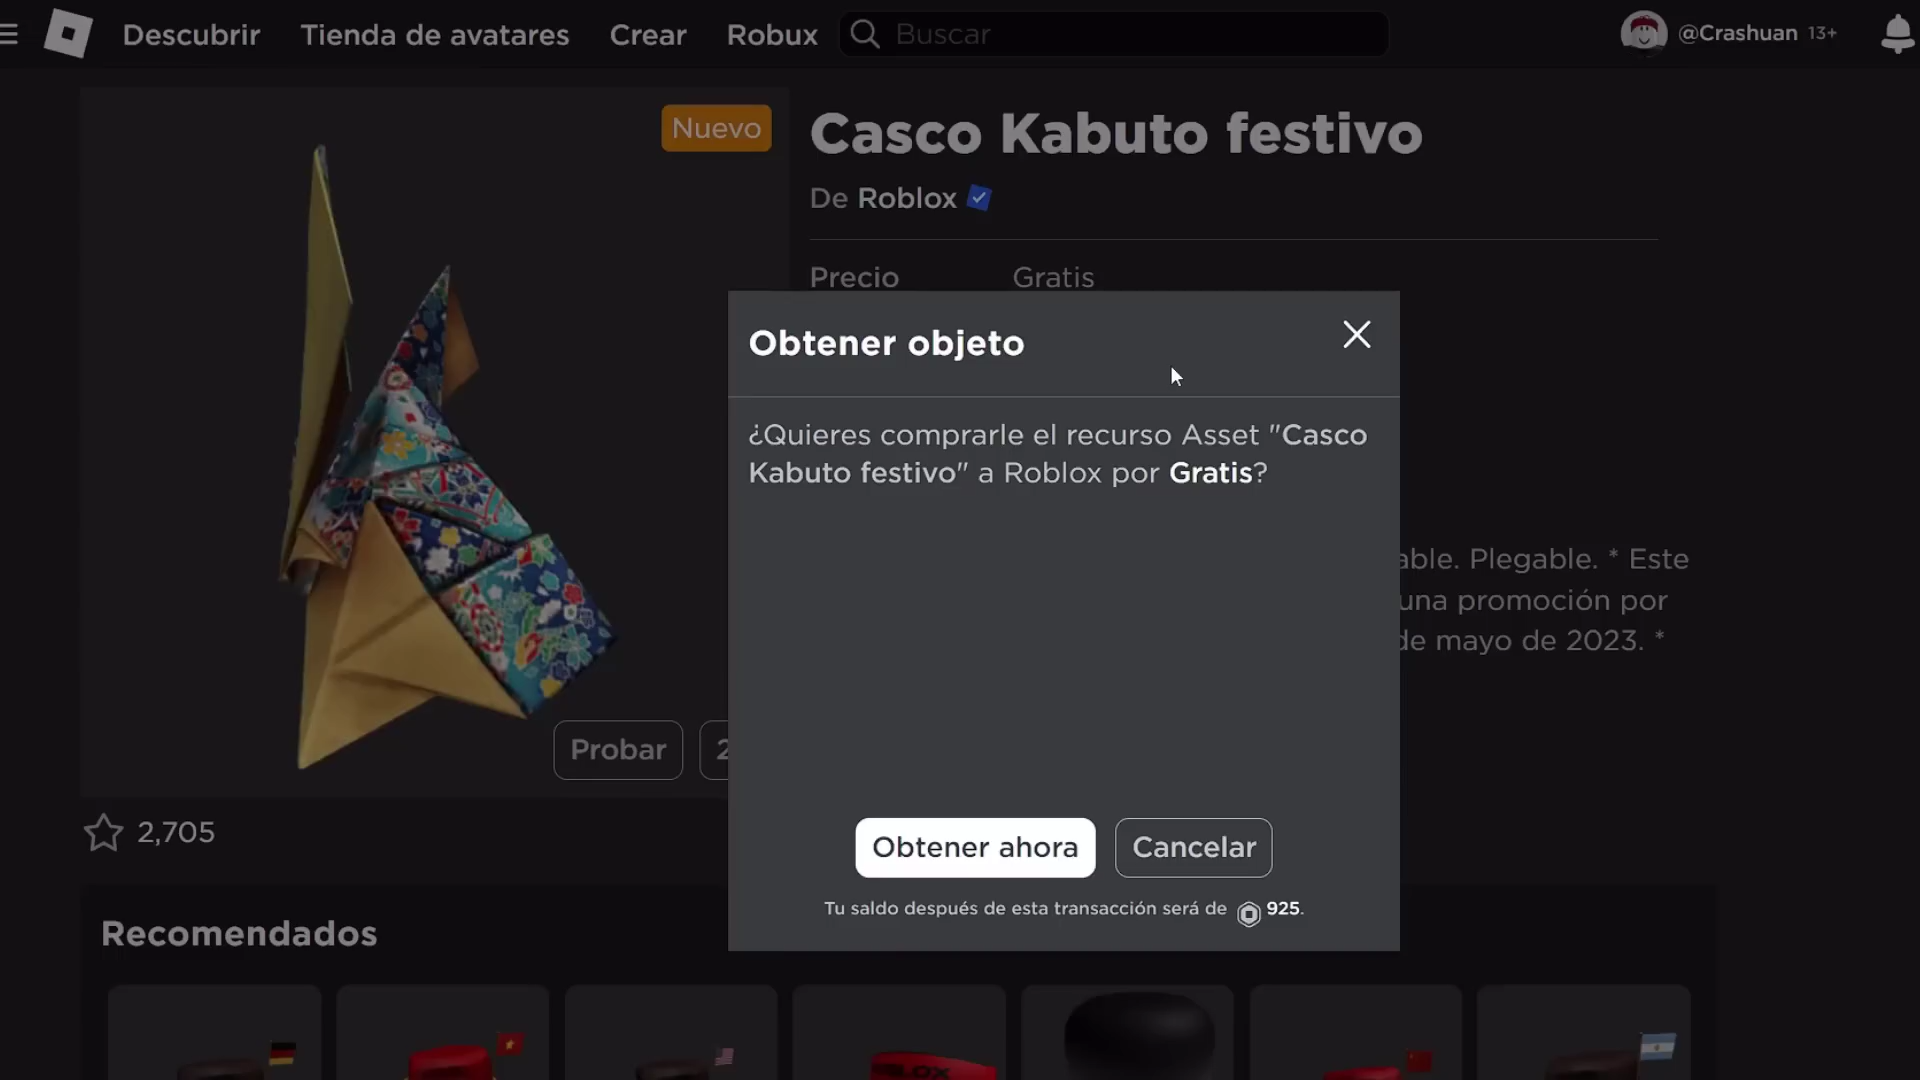 Descubrir Tienda de avatares Crear Robux Buscar @Crashuan 13+
Nuevo
Casco Kabuto festivo
De Roblox
Precio Gratis
Obtener objeto
¿Quieres comprarle el recurso Asset "Casco
Kabuto festivo" a Roblox por Gratis?
able. Plegable. * Este
una promoción por
de mayo de 2023. *
Probar 2
2,705
Obtener ahora Cancelar
Tu saldo después de esta transacción será de 925.
Recomendados